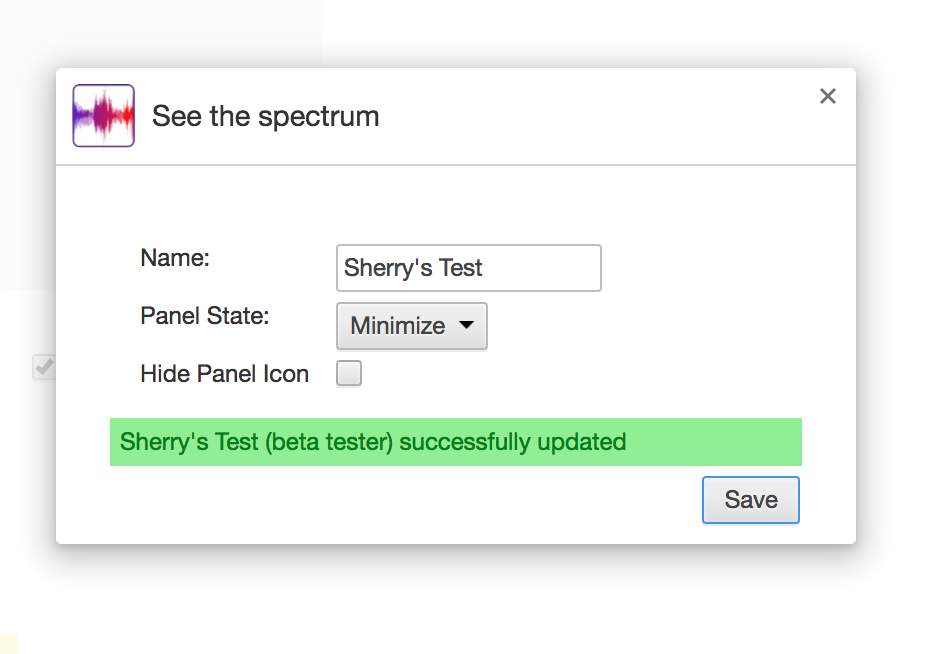 See the spectrum
Name:
Sherry's Test
Panel State:
Minimize
Hide Panel Icon
Sherry's Test (beta tester) successfully updated
Save